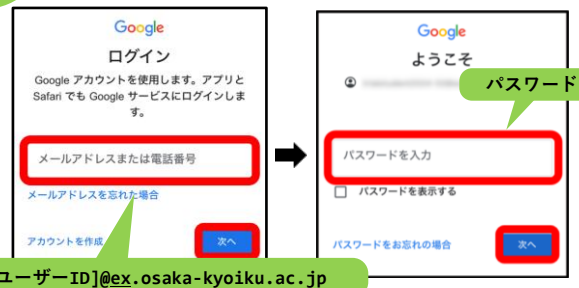 Google
ログイン
Google アカウントを使用します。アプリと
Safari でも Google サービスにログインしま
す。
メールアドレスまたは電話番号
メールアドレスを忘れた場合
アカウントを作成
次へ
ユーザーID]@ex.osaka-kyoiku.ac.jp
Google
ようこそ
パスワード
パスワードを入力
パスワードを表示する
パスワードをお忘れの場合
次へ